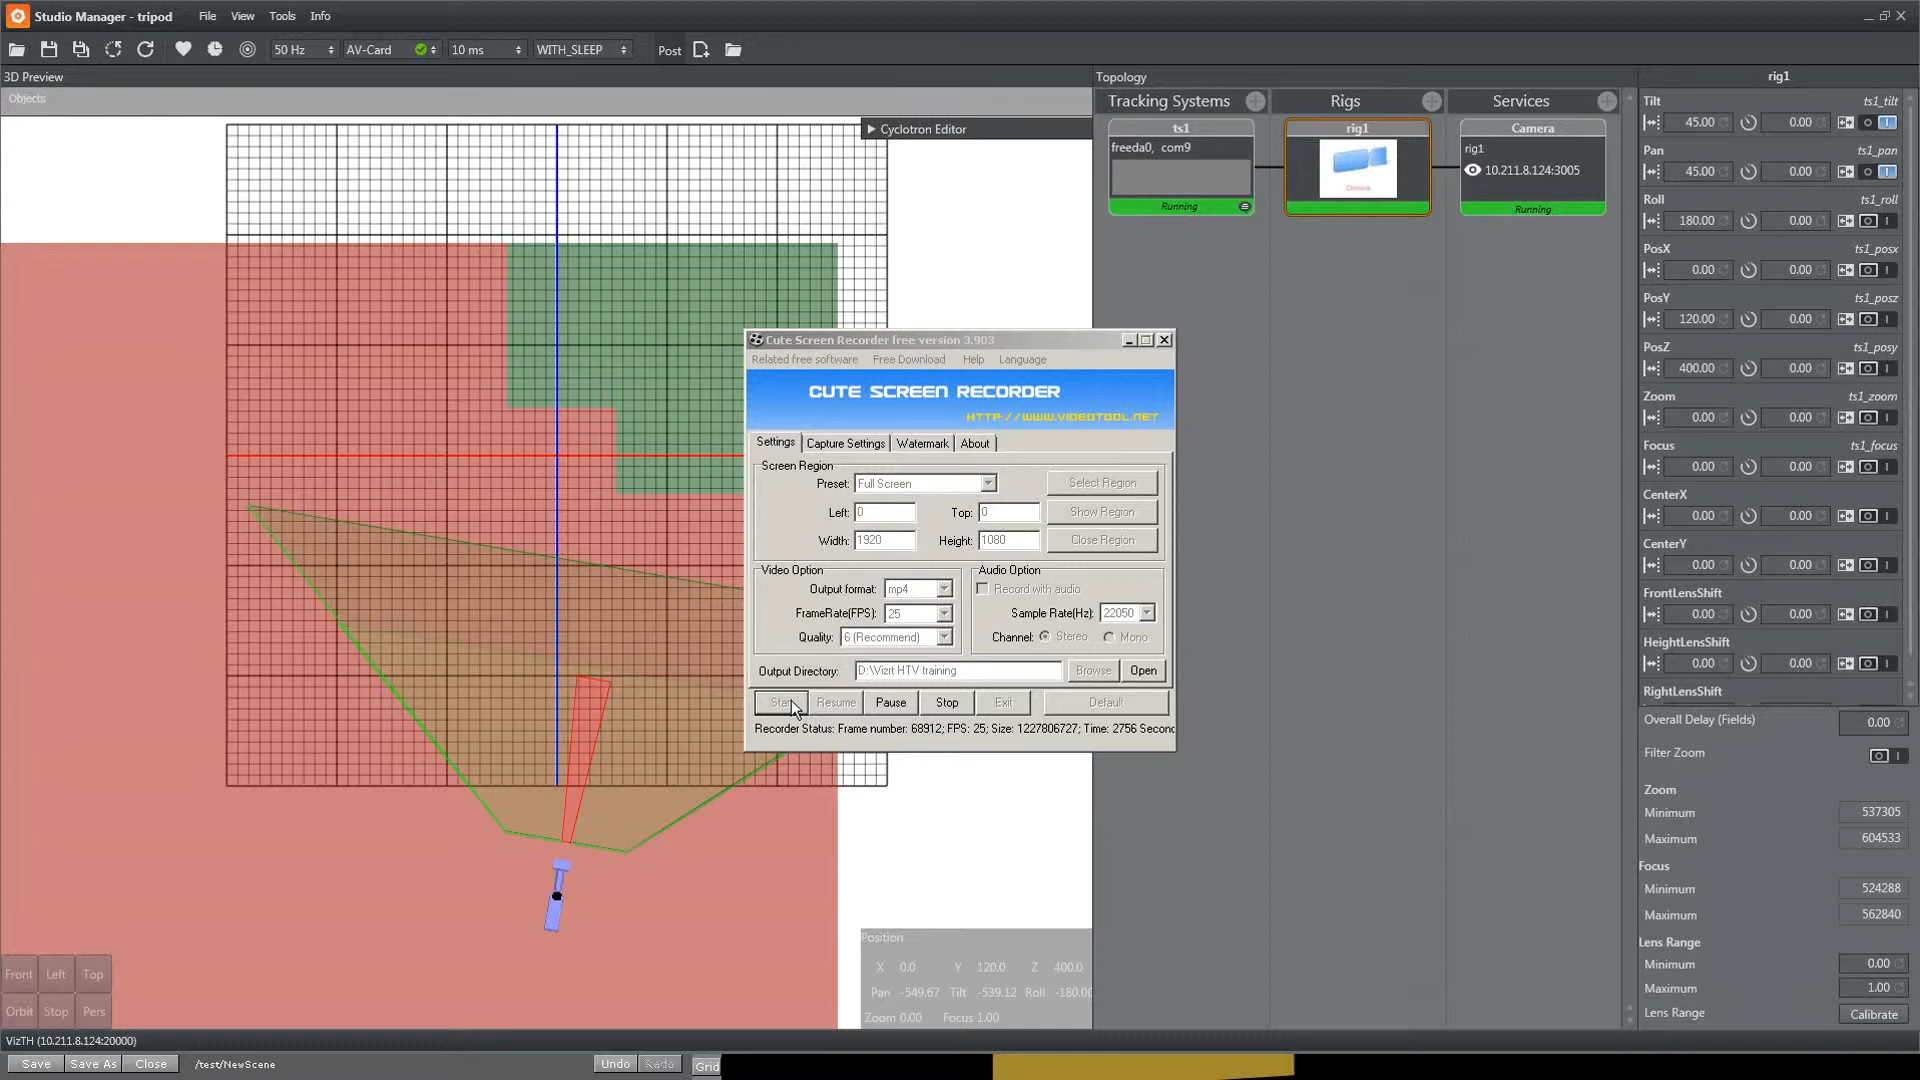 Studio Manager - tripod
File View Tools Info
50 Hz AV-Card 10 ms WITH_SLEEP Post
3D Preview
Objects
Cyclotron Editor
Topology
Tracking Systems Rigs Services
ts1
freeda0, com9
Running
rig1
Camera
Camera
rig1
10.211.8.124:3005
Running
rig1
Tilt ts1_tilt
45.00 0.00
Pan ts1_pan
45.00 0.00
Roll ts1_roll
180.00 0.00
PosX ts1_posx
0.00 0.00
PosY ts1_posz
120.00 0.00
PosZ ts1_posy
400.00 0.00
Zoom ts1_zoom
0.00 0.00
Focus ts1_focus
0.00 0.00
CenterX
0.00 0.00
CenterY
0.00 0.00
FrontLensShift
0.00 0.00
HeightLensShift
0.00 0.00
RightLensShift
Overall Delay (Fields) 0.00
Filter Zoom
Zoom
Minimum 537305
Maximum 604533
Focus
Minimum 524288
Maximum 562840
Lens Range
Minimum 0.00
Maximum 1.00
Lens Range Calibrate
Cute Screen Recorder free version 3.903
Related free software Free Download Help Language
CUTE SCREEN RECORDER
HTTP://WWW.VIDEOTOOL.NET
Settings Capture Settings Watermark About
Screen Region
Preset: Full Screen Select Region
Left: 0 Top: 0 Show Region
Width: 1920 Height: 1080 Close Region
Video Option
Output format: mp4
FrameRate(FPS): 25
Quality: 6 (Recommend)
Audio Option
Record with audio
Sample Rate(Hz): 22050
Channel: Stereo Mono
Output Directory: D:\Vizrt HTV training Browse Open
Start Resume Pause Stop Exit Default
Recorder Status: Frame number: 68912; FPS: 25; Size: 1227806727; Time: 2756 Second
Position
X 0.0 Y 120.0 Z 400.0
Pan -549.67 Tilt -539.12 Roll -180.00
Zoom 0.00 Focus 1.00
Front Left Top
Orbit Stop Pers
VizTH (10.211.8.124:20000)
Save Save As Close /test/NewScene Undo Redo Grid